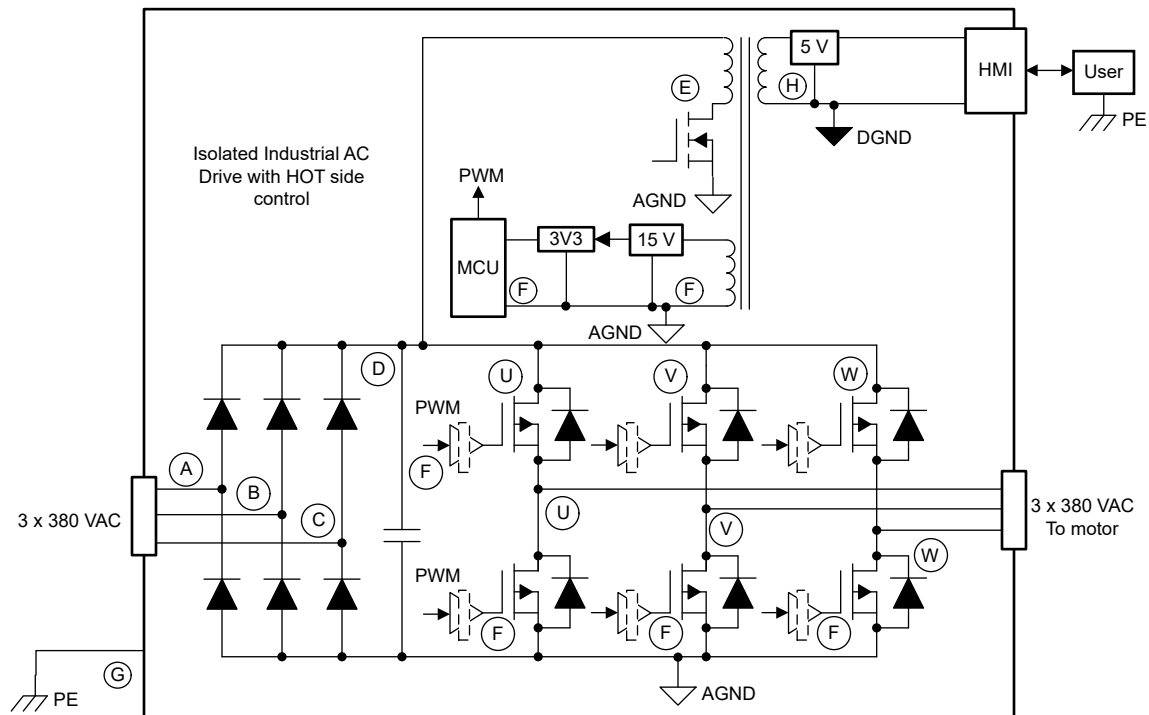 5 V
HMI
User
E
H
PE
DGND
Isolated Industrial AC
Drive with HOT side
control
PWM
AGND
MCU
3V3
15 V
F
F
AGND
D
U
V
W
PWM
F
A
B
C
U
V
3 x 380 VAC
3 x 380 VAC
To motor
W
PWM
F
F
F
G
PE
AGND